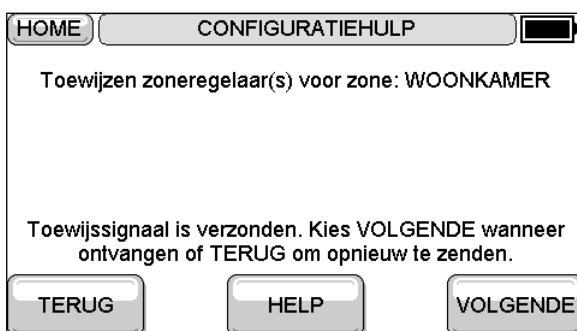 HOME CONFIGURATIEHULP
Toewijzen zoneregelaar(s) voor zone: WOONKAMER
Toewijssignaal is verzonden. Kies VOLGENDE wanneer
ontvangen of TERUG om opnieuw te zenden.
TERUG HELP VOLGENDE